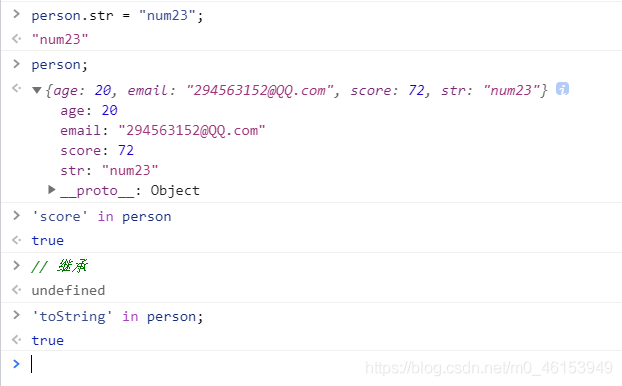 > person.str = "num23";
<· "num23"
> person;
<· ▼{age: 20, email: "294563152@QQ.com", score: 72, str: "num23"} i
age: 20
email: "294563152@QQ.com"
score: 72
str: "num23"
▶__proto__: Object
> 'score' in person
<· true
> // 继承
<· undefined
> 'toString' in person;
<· true
>
https://blog.csdn.net/m0_46153949